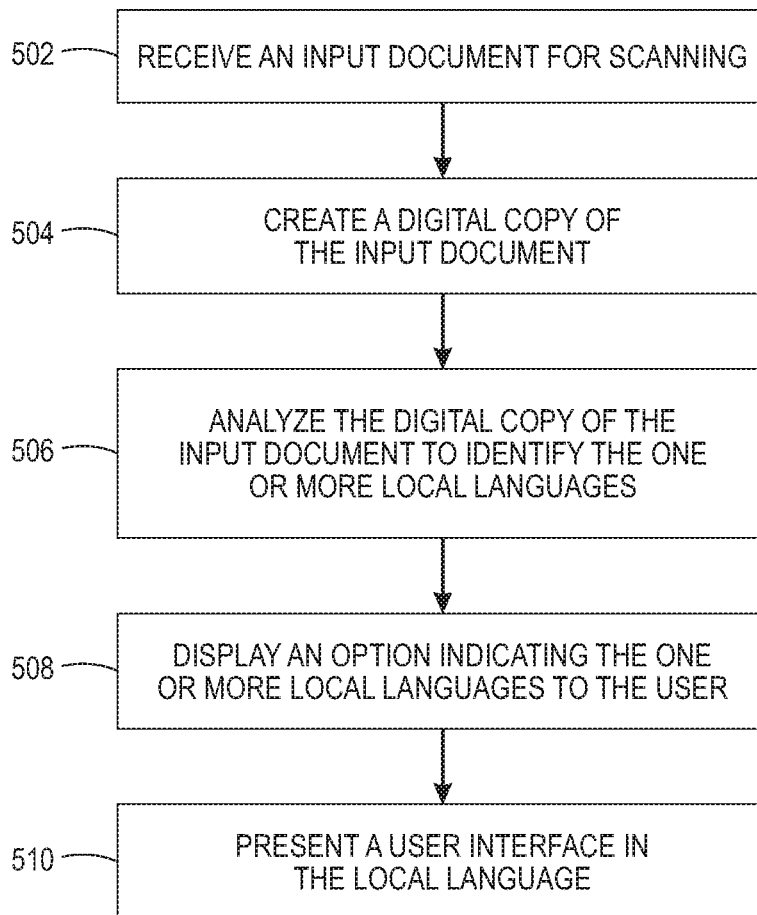 502 RECEIVE AN INPUT DOCUMENT FOR SCANNING
504 CREATE A DIGITAL COPY OF
THE INPUT DOCUMENT
506 ANALYZE THE DIGITAL COPY OF THE
INPUT DOCUMENT TO IDENTIFY THE ONE
OR MORE LOCAL LANGUAGES
508 DISPLAY AN OPTION INDICATING THE ONE
OR MORE LOCAL LANGUAGES TO THE USER
510 PRESENT A USER INTERFACE IN
THE LOCAL LANGUAGE